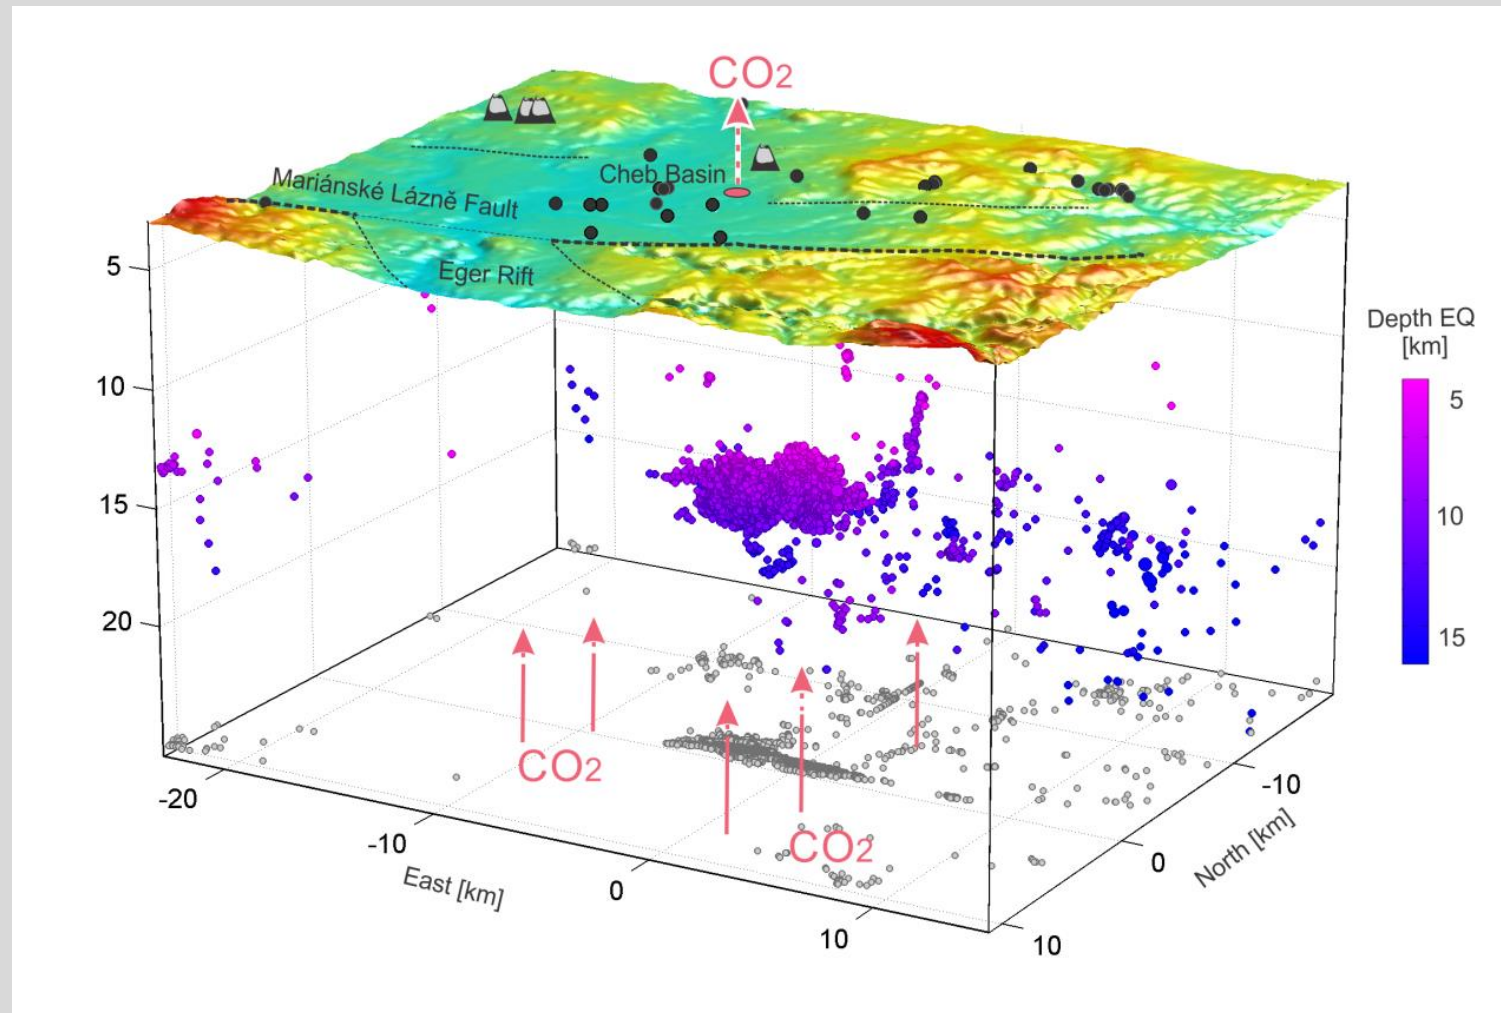 CO2
Cheb Basin
Mariánské Lázně Fault
Eger Rift
5
10
15
20
Depth EQ
[km]
5
10
15
CO2
CO2
-20
-10
0
10
East [km]
-10
0
10
North [km]